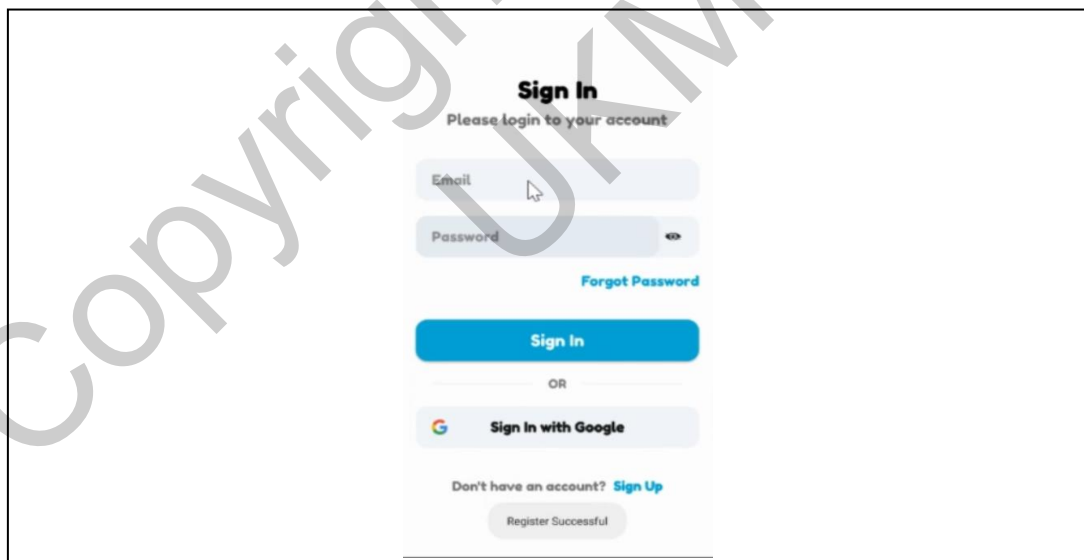 Sign In
Please login to your account
Email
Password
Forgot Password
Sign In
OR
G Sign In with Google
Don't have an account? Sign Up
Register Successful
Copyright
UKM